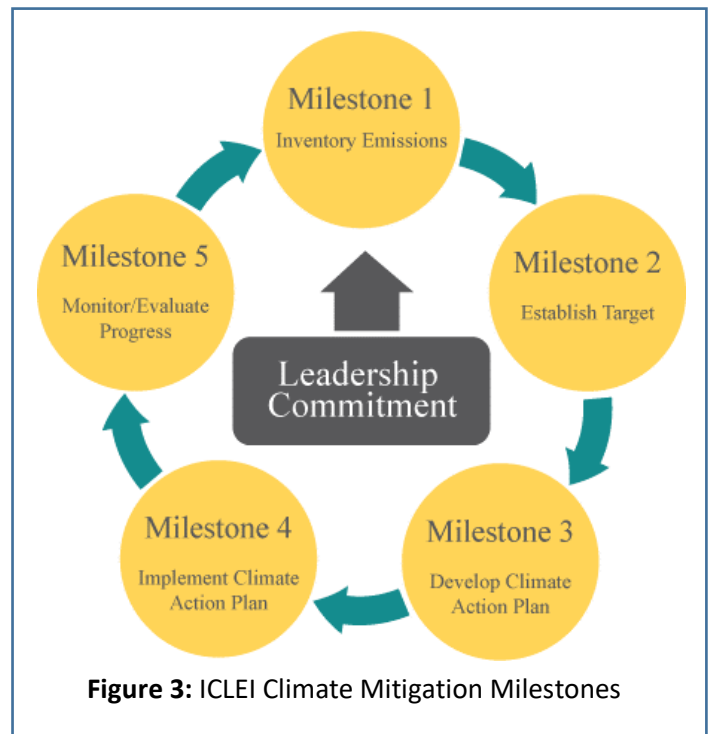 Milestone 1
Inventory Emissions
Milestone 2
Establish Target
Milestone 3
Develop Climate
Action Plan
Milestone 4
Implement Climate
Action Plan
Milestone 5
Monitor/Evaluate
Progress
Leadership
Commitment
Figure 3: ICLEI Climate Mitigation Milestones